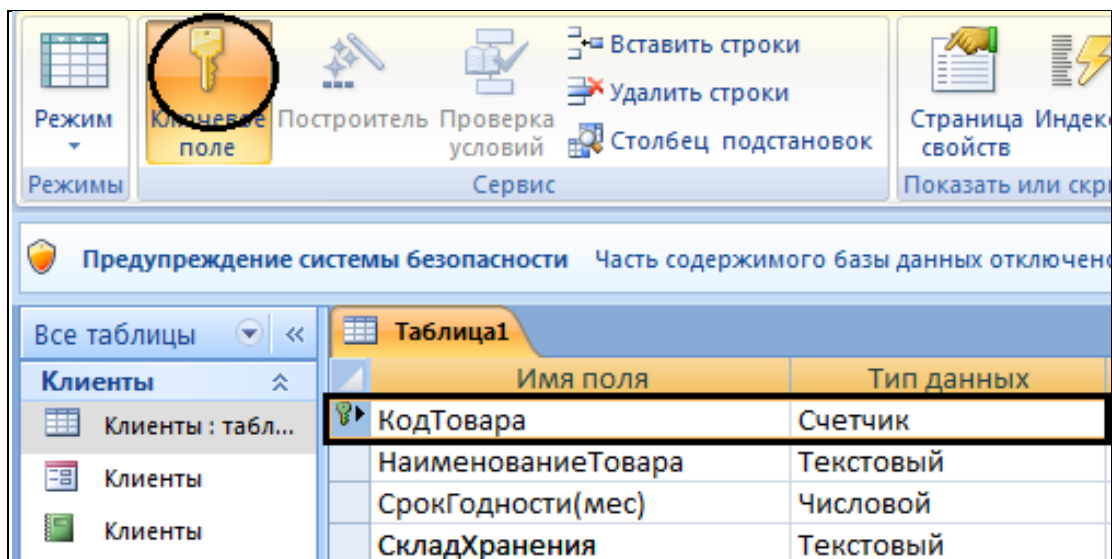 Режим
Ключевое поле
Построитель
Проверка условий
Вставить строки
Удалить строки
Столбец подстановок
Страница свойств
Индекс
Режимы
Сервис
Показать или скр
Предупреждение системы безопасности Часть содержимого базы данных отключено
Все таблицы
Таблица1
Клиенты
Имя поля Тип данных
Клиенты : табл...
КодТовара Счетчик
Клиенты
НаименованиеТовара Текстовый
СрокГодности(мес) Числовой
Клиенты
СкладХранения Текстовый